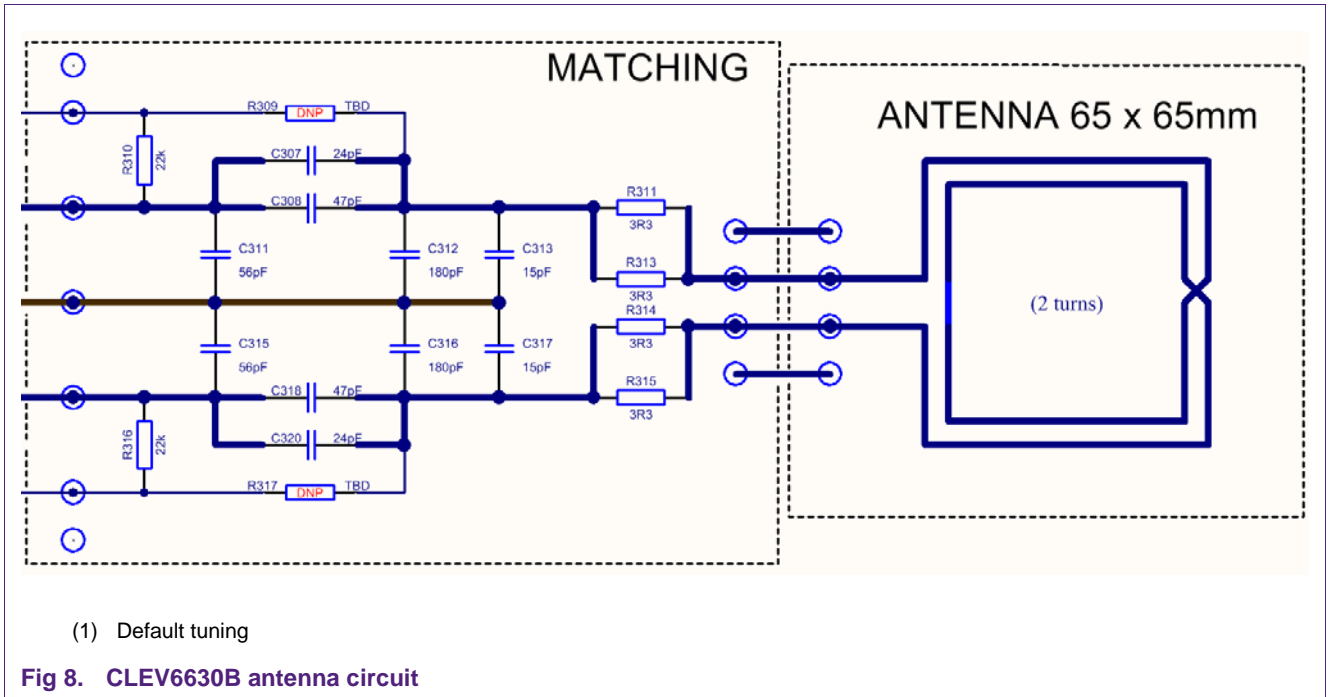 MATCHING
ANTENNA 65 x 65mm
R309 DNP TBD
R310 22k
C307 24pF
C308 47pF
C311 56pF
C312 180pF
C313 15pF
R311 3R3
R313 3R3
R314 3R3
R315 3R3
(2 turns)
C315 56pF
C316 180pF
C317 15pF
C318 47pF
C320 24pF
R316 22k
R317 DNP TBD
(1) Default tuning
Fig 8. CLEV6630B antenna circuit